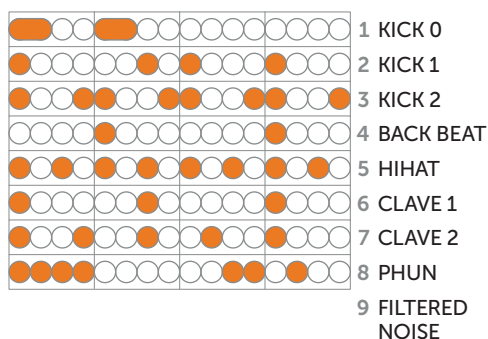 1 KICK 0
2 KICK 1
3 KICK 2
4 BACK BEAT
5 HIHAT
6 CLAVE 1
7 CLAVE 2
8 PHUN
9 FILTERED
NOISE